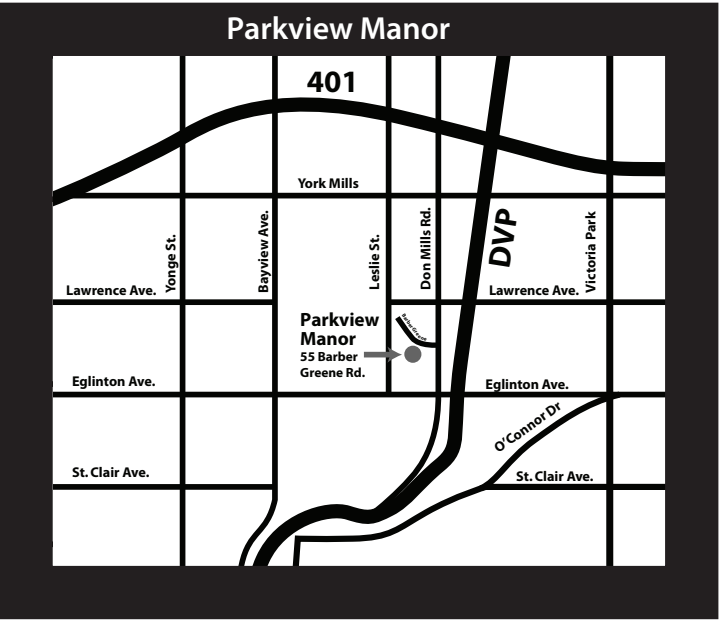 Parkview Manor
401
York Mills
Yonge St.
Bayview Ave.
Leslie St.
Don Mills Rd.
DVP
Victoria Park
Lawrence Ave.
Lawrence Ave.
Parkview
Manor
55 Barber
Greene Rd.
Barber Greene
Eglinton Ave.
Eglinton Ave.
O'Connor Dr
St. Clair Ave.
St. Clair Ave.